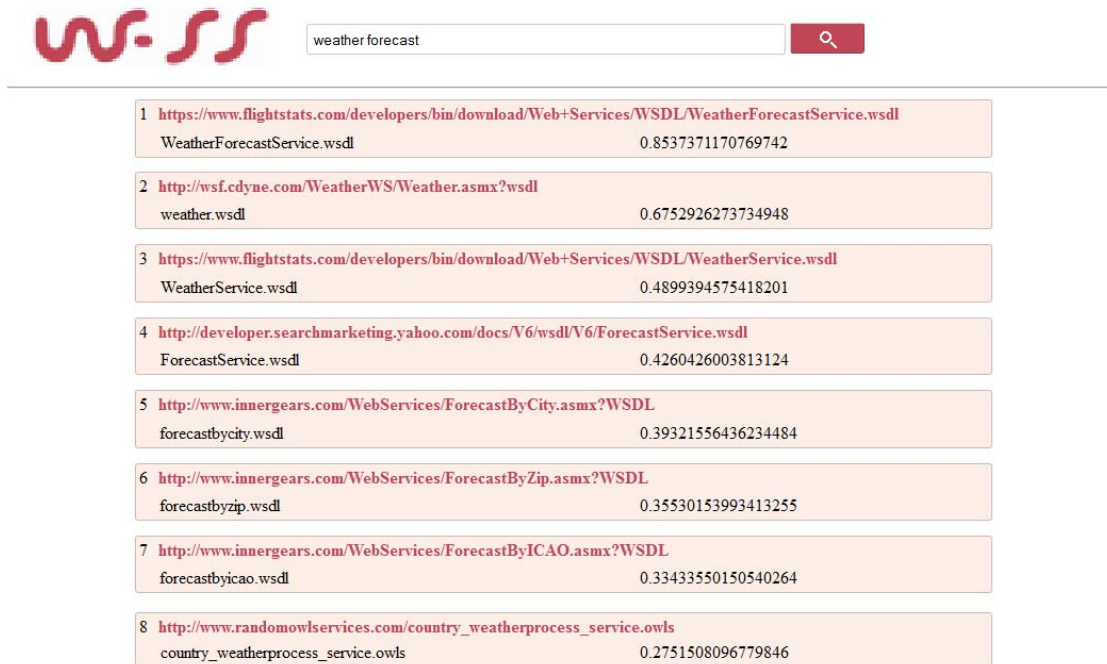 WSSS
weather forecast
1 https://www.flightstats.com/developers/bin/download/Web+Services/WSDL/WeatherForecastService.wsdl
WeatherForecastService.wsdl 0.8537371170769742
2 http://wsf.cdyne.com/WeatherWS/Weather.asmx?wsdl
weather.wsdl 0.6752926273734948
3 https://www.flightstats.com/developers/bin/download/Web+Services/WSDL/WeatherService.wsdl
WeatherService.wsdl 0.4899394575418201
4 http://developer.searchmarketing.yahoo.com/docs/V6/wsdl/V6/ForecastService.wsdl
ForecastService.wsdl 0.4260426003813124
5 http://www.innergears.com/WebServices/ForecastByCity.asmx?WSDL
forecastbycity.wsdl 0.39321556436234484
6 http://www.innergears.com/WebServices/ForecastByZip.asmx?WSDL
forecastbyzip.wsdl 0.35530153993413255
7 http://www.innergears.com/WebServices/ForecastByICAO.asmx?WSDL
forecastbyicao.wsdl 0.33433550150540264
8 http://www.randomowlservices.com/country_weatherprocess_service.owls
country_weatherprocess_service.owls 0.2751508096779846